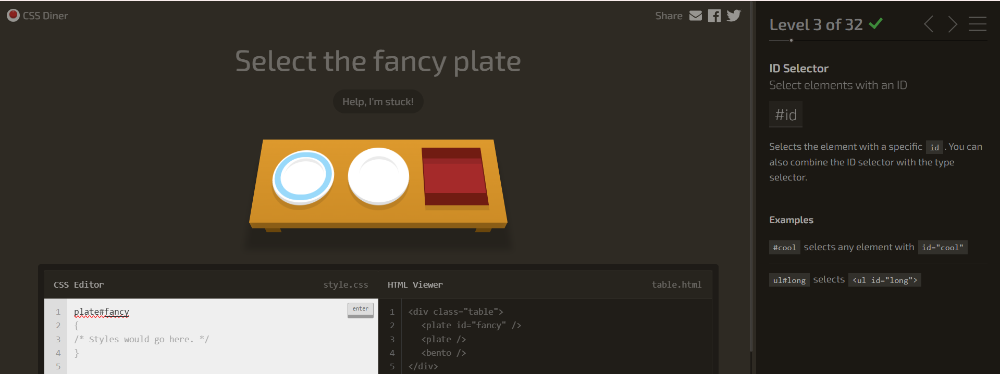 CSS Diner
Share
Select the fancy plate
Help, I'm stuck!
CSS Editor
style.css
1 plate#fancy
enter
2 {
3 /* Styles would go here. */
4 }
5
HTML Viewer
table.html
1 <div class="table">
2 <plate id="fancy" />
3 <plate />
4 <bento />
5 </div>
Level 3 of 32
ID Selector
Select elements with an ID
#id
Selects the element with a specific id . You can
also combine the ID selector with the type
selector.
Examples
#cool selects any element with id="cool"
ul#long selects <ul id="long">